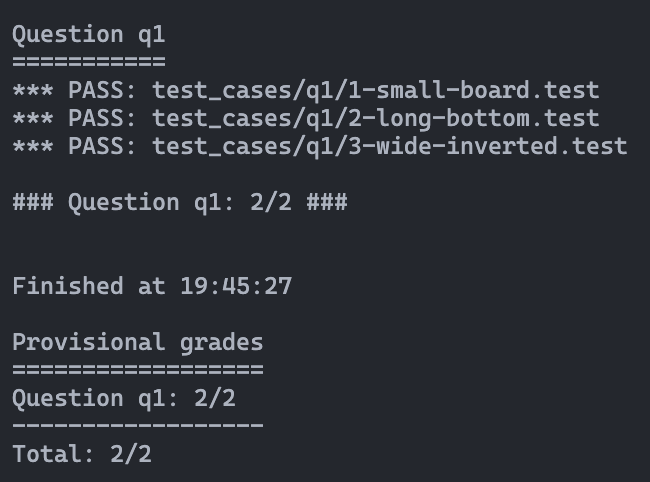 Question q1
===========
*** PASS: test_cases/q1/1-small-board.test
*** PASS: test_cases/q1/2-long-bottom.test
*** PASS: test_cases/q1/3-wide-inverted.test
### Question q1: 2/2 ###
Finished at 19:45:27
Provisional grades
==================
Question q1: 2/2
------------------
Total: 2/2